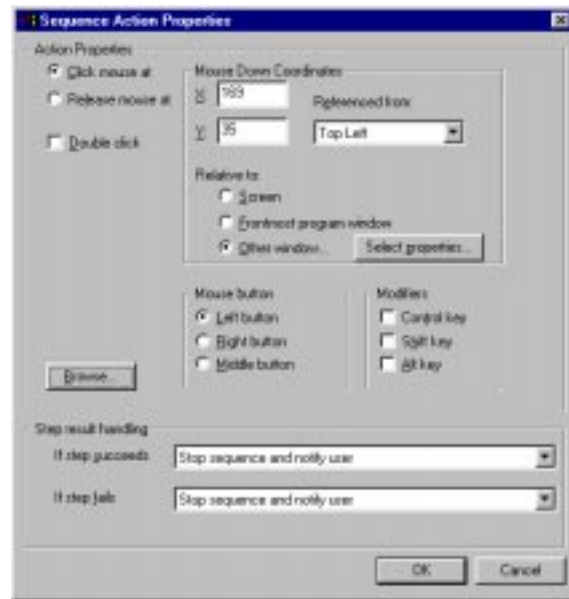 Sequence Action Properties
Action Properties
Click mouse at
Release mouse at
Double click
Mouse Down Coordinates
X 169
Y 35
Referenced from:
Top Left
Relative to:
Screen
Frontmost program window
Other window...
Select properties...
Mouse button
Left button
Right button
Middle button
Modifiers
Control key
Shift key
Alt key
Browse...
Step result handling
If step succeeds
Stop sequence and notify user
If step fails
Stop sequence and notify user
OK
Cancel